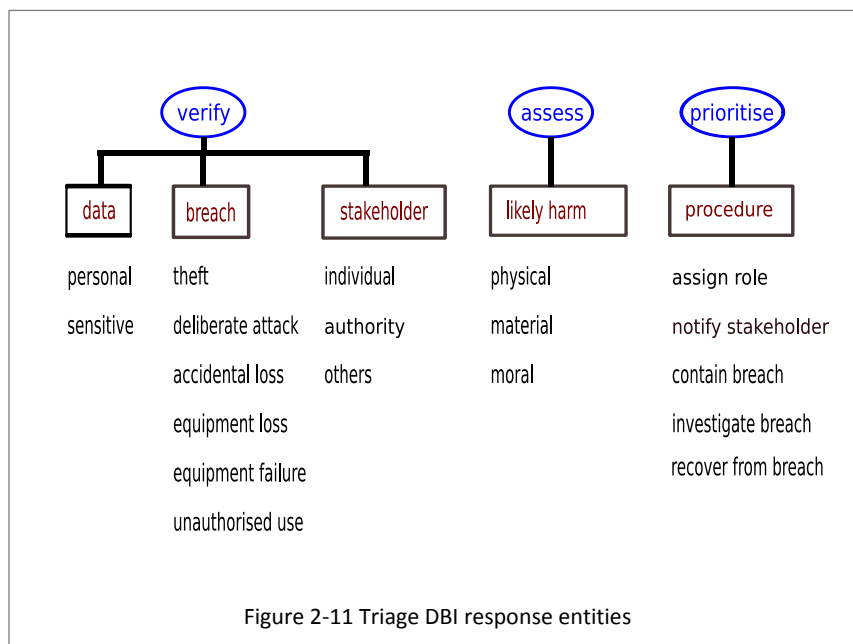 verify
assess
prioritise
data
breach
stakeholder
likely harm
procedure
personal
sensitive
theft
deliberate attack
accidental loss
equipment loss
equipment failure
unauthorised use
individual
authority
others
physical
material
moral
assign role
notify stakeholder
contain breach
investigate breach
recover from breach
Figure 2-11 Triage DBI response entities